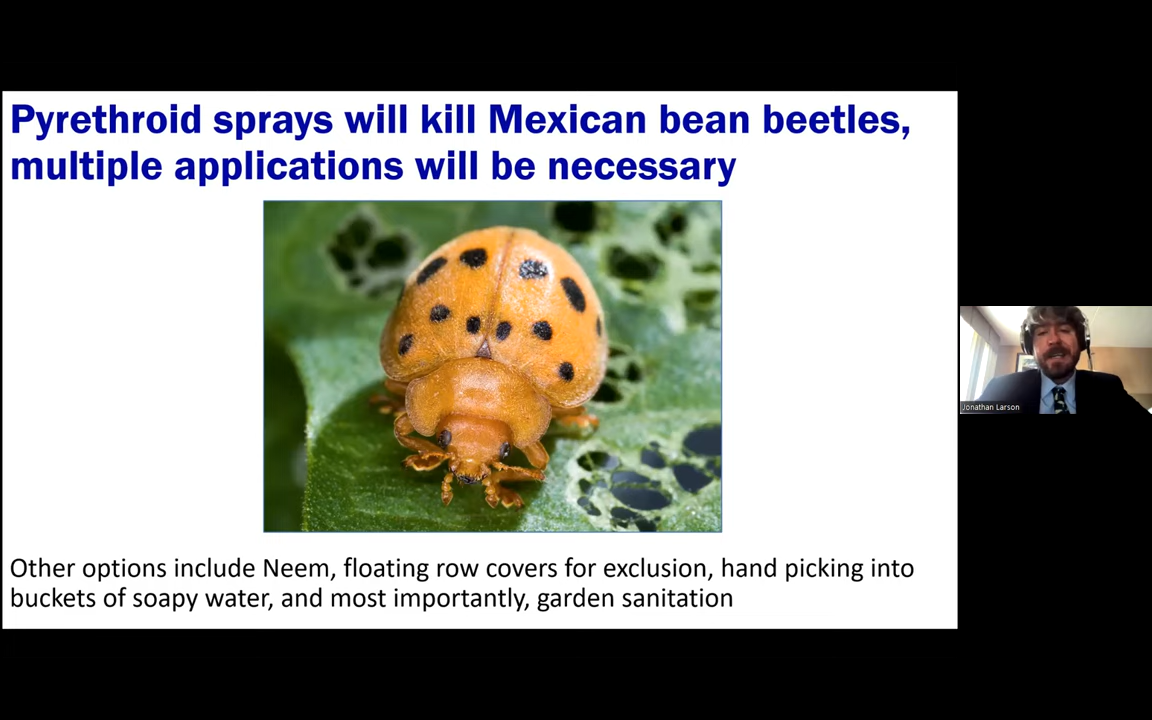 Pyrethroid sprays will kill Mexican bean beetles,
multiple applications will be necessary
Other options include Neem, floating row covers for exclusion, hand picking into
buckets of soapy water, and most importantly, garden sanitation
Jonathan Larson